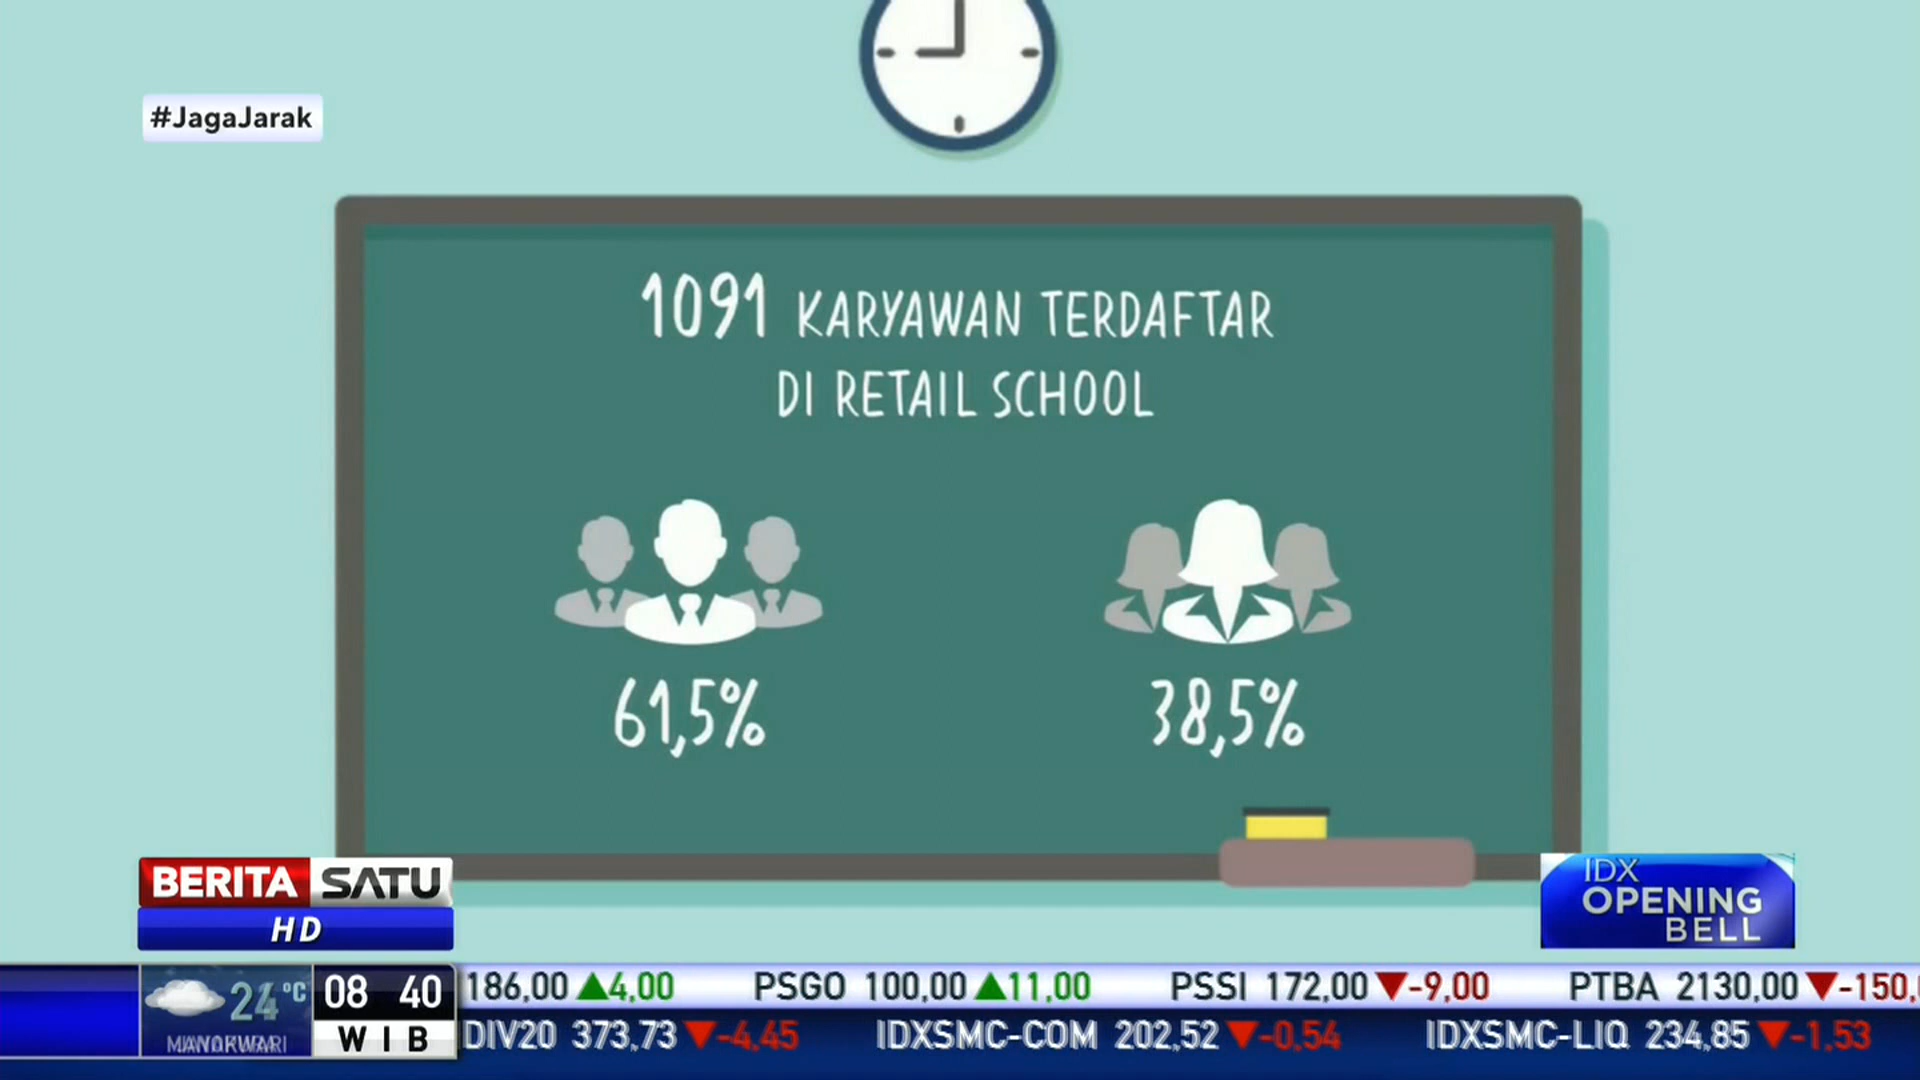 #JagaJarak
1091 KARYAWAN TERDAFTAR
DI RETAIL SCHOOL
61,5%
38,5%
BERITA SATU
HD
IDX
OPENING
BELL
24°C
08 40
WIB
186,00 ▲4,00 PSGO 100,00 ▲11,00 PSSI 172,00 ▼-9,00 PTBA 2130,00 ▼-150,
DIV20 373,73 ▼-4,45 IDXSMC-COM 202,52 ▼-0,54 IDXSMC-LIQ 234,85 ▼-1,53